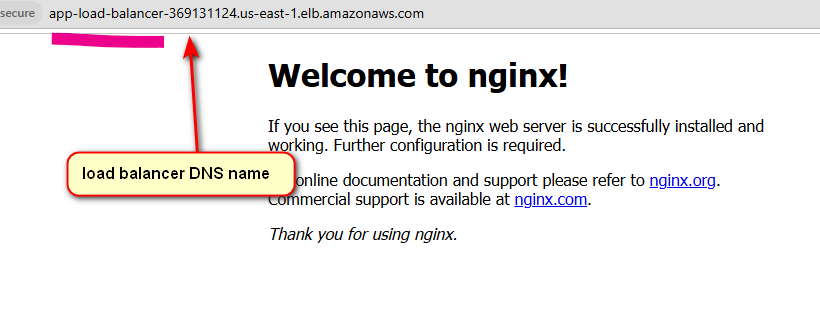 secure app-load-balancer-369131124.us-east-1.elb.amazonaws.com
Welcome to nginx!
If you see this page, the nginx web server is successfully installed and
working. Further configuration is required.
load balancer DNS name
online documentation and support please refer to nginx.org.
Commercial support is available at nginx.com.
Thank you for using nginx.